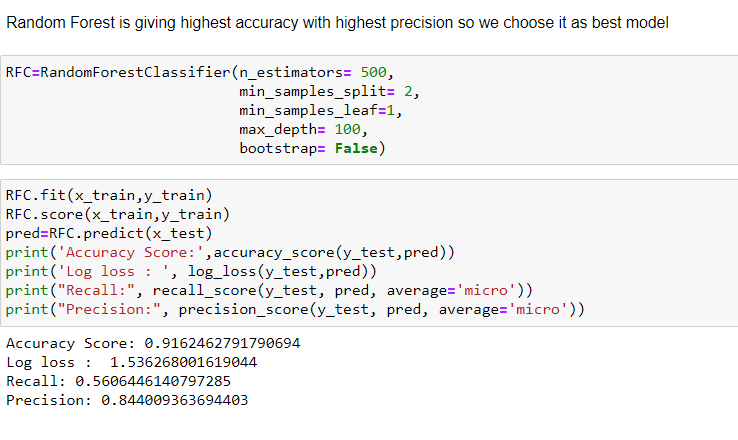 Random Forest is giving highest accuracy with highest precision so we choose it as best model
RFC=RandomForestClassifier(n_estimators= 500,
min_samples_split= 2,
min_samples_leaf=1,
max_depth= 100,
bootstrap= False)
RFC.fit(x_train,y_train)
RFC.score(x_train,y_train)
pred=RFC.predict(x_test)
print('Accuracy Score:',accuracy_score(y_test,pred))
print('Log loss : ', log_loss(y_test,pred))
print("Recall:", recall_score(y_test, pred, average='micro'))
print("Precision:", precision_score(y_test, pred, average='micro'))
Accuracy Score: 0.9162462791790694
Log loss :  1.536268001619044
Recall: 0.5606446140797285
Precision: 0.844009363694403